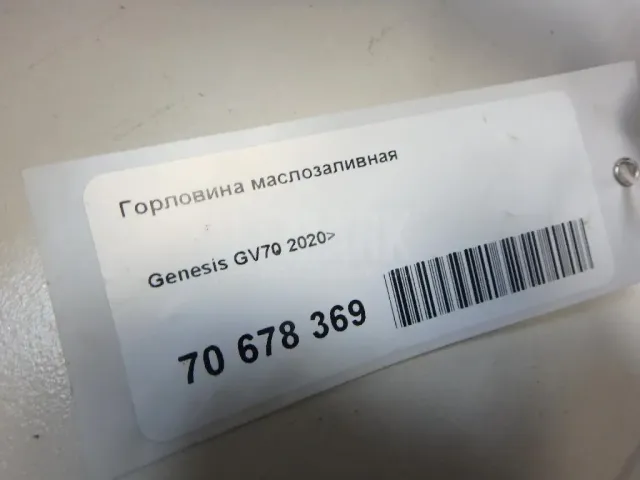 Горловина маслозаливная
Genesis GV70 2020>
70 678 369